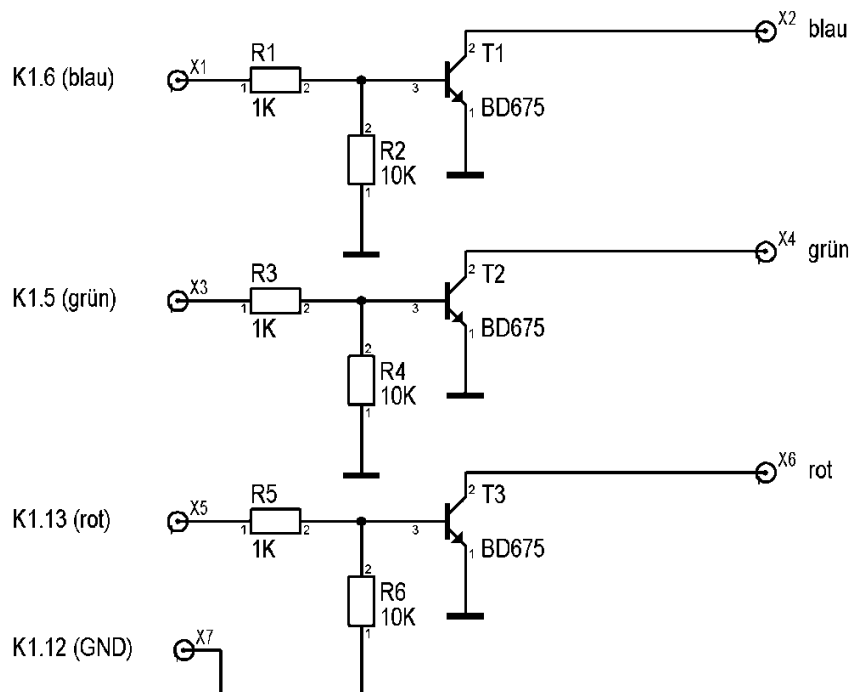 X2 blau
2 T1
R1
K1.6 (blau) X1
1 2 3
1K
1 BD675
2
R2
10K
1
X4 grün
2 T2
R3
K1.5 (grün) X3
1 2 3
1K
1 BD675
2
R4
10K
1
X6 rot
2 T3
R5
K1.13 (rot) X5
1 2 3
1K
1 BD675
2
R6
10K
1
K1.12 (GND) X7